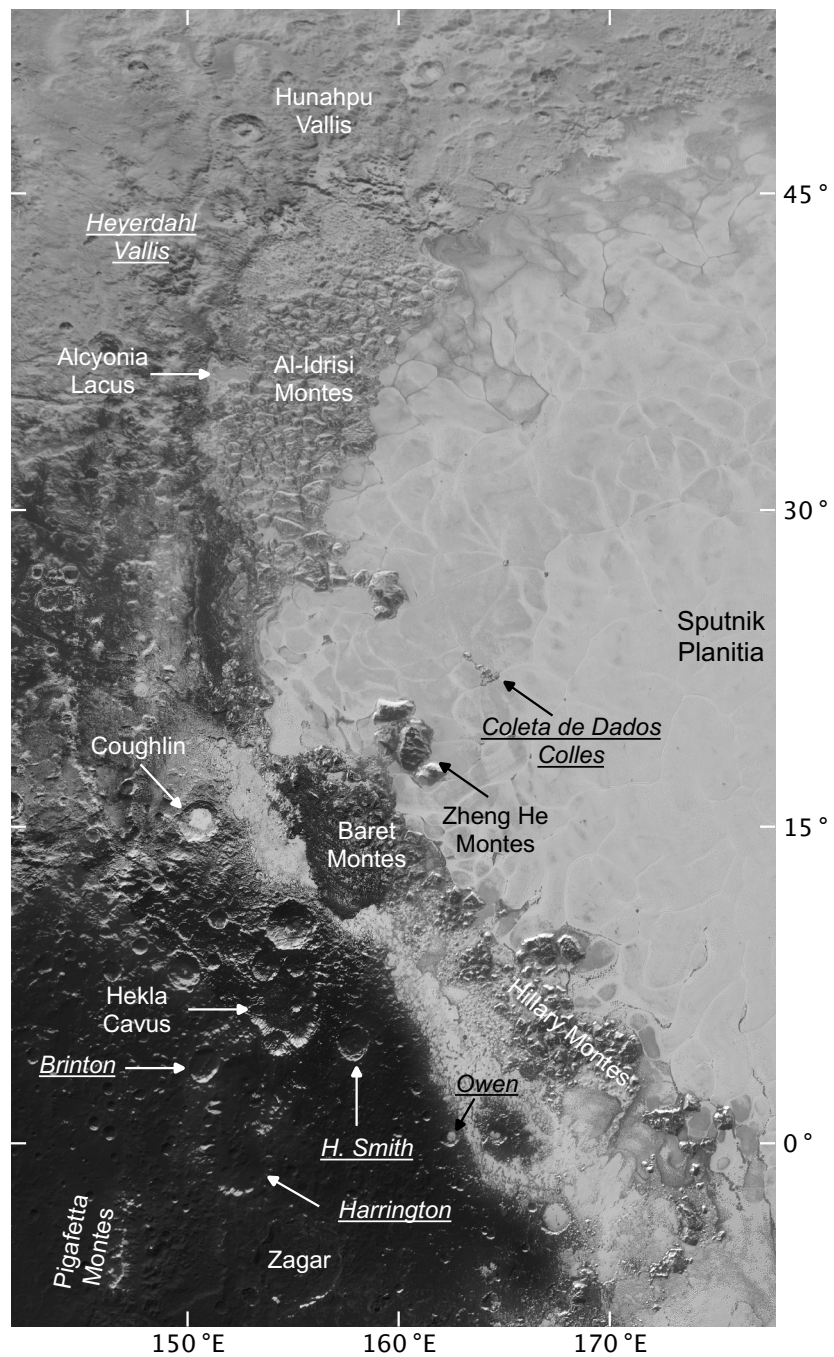 Hunahpu
Vallis
45°
Heyerdahl
Vallis
Alcyonia
Lacus
Al-Idrisi
Montes
30°
Sputnik
Planitia
Coleta de Dados
Colles
Coughlin
Zheng He
Montes
15°
Baret
Montes
Hekla
Cavus
Hillary Montes
Brinton
Owen
H. Smith
0°
Harrington
Pigafetta
Montes
Zagar
150°E
160°E
170°E